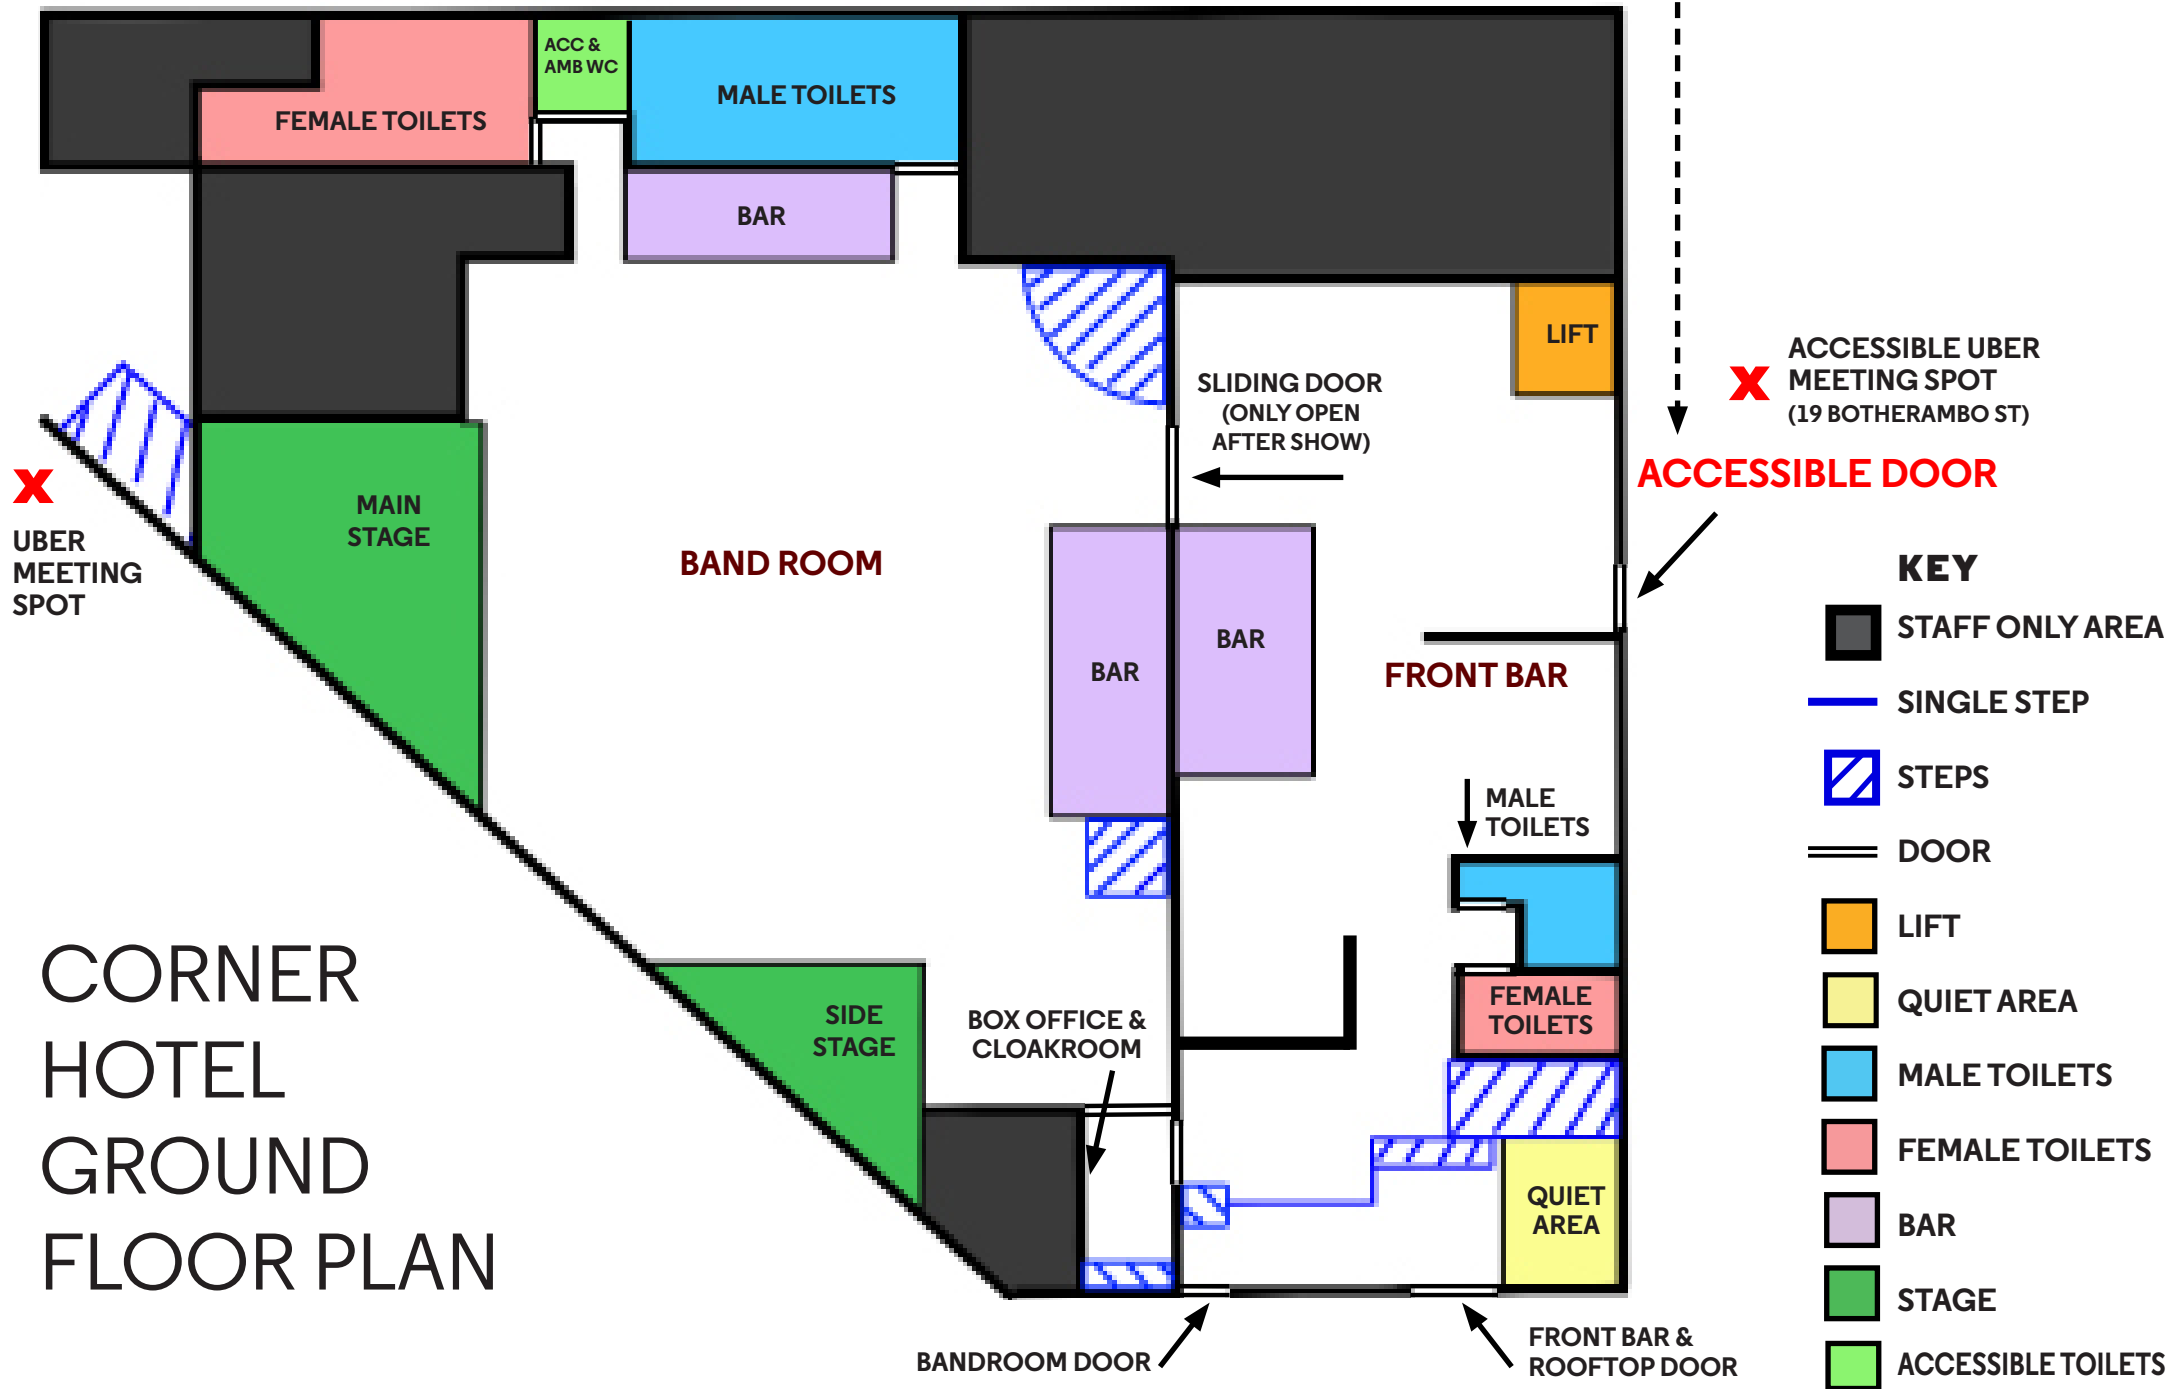 ACC &
AMB WC
FEMALE TOILETS
MALE TOILETS
BAR
LIFT
ACCESSIBLE UBER
MEETING SPOT
(19 BOTHERAMBO ST)
X
SLIDING DOOR
(ONLY OPEN
AFTER SHOW)
ACCESSIBLE DOOR
X
UBER
MEETING
SPOT
MAIN
STAGE
BAND ROOM
BAR
BAR
FRONT BAR
MALE
TOILETS
FEMALE
TOILETS
SIDE
STAGE
BOX OFFICE &
CLOAKROOM
QUIET
AREA
BANDROOM DOOR
FRONT BAR &
ROOFTOP DOOR
CORNER
HOTEL
GROUND
FLOOR PLAN
KEY
STAFF ONLY AREA
SINGLE STEP
STEPS
DOOR
LIFT
QUIET AREA
MALE TOILETS
FEMALE TOILETS
BAR
STAGE
ACCESSIBLE TOILETS